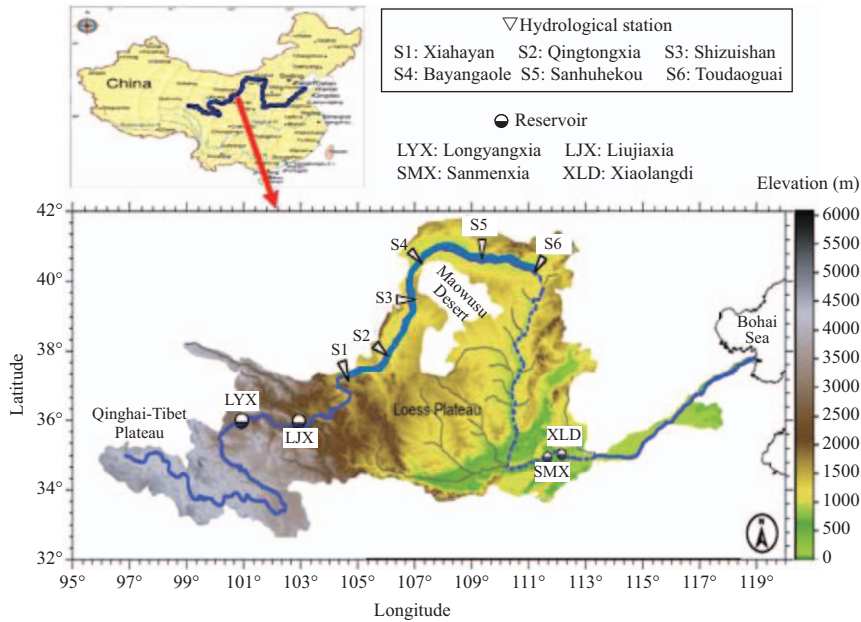 ▽Hydrological station
S1: Xiahayan S2: Qingtongxia S3: Shizuishan
S4: Bayangaole S5: Sanhuhekou S6: Toudaoguai
Reservoir
LYX: Longyangxia LJX: Liujiaxia
SMX: Sanmenxia XLD: Xiaolangdi
China
Elevation (m)
6000
5500
5000
4500
4000
3500
3000
2500
2000
1500
1000
500
0
42°
40°
38°
36°
34°
32°
Latitude
S5
S4
S6
S3
Maowusu
Desert
S2
S1
Bohai
Sea
LYX
LJX
Qinghai-Tibet
Plateau
Loess Plateau
XLD
SMX
N
95° 97° 99° 101° 103° 105° 107° 109° 111° 113° 115° 117° 119°
Longitude